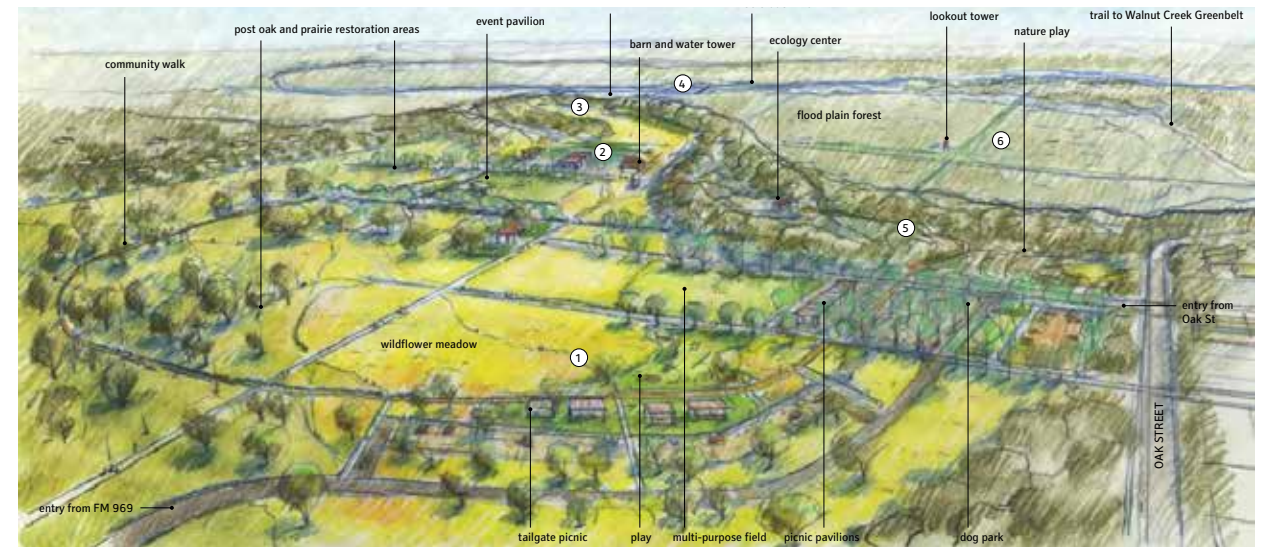 lookout tower
trail to Walnut Creek Greenbelt
event pavilion
post oak and prairie restoration areas
nature play
barn and water tower
ecology center
community walk
4
3
flood plain forest
6
2
5
entry from
Oak St
wildflower meadow
1
OAK STREET
entry from FM 969
tailgate picnic
play
multi-purpose field
picnic pavilions
dog park